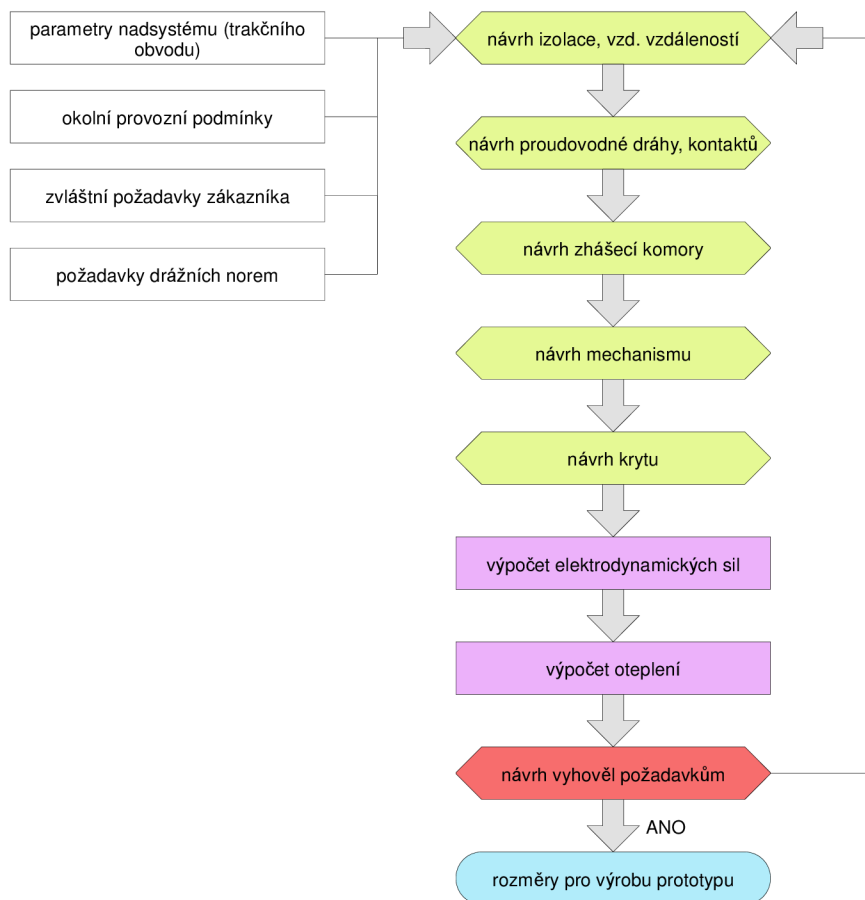 parametry nadsystému (trakčního
obvodu)
okolní provozní podmínky
zvláštní požadavky zákazníka
požadavky drážních norem
návrh izolace, vzd. vzdáleností
návrh proudovodné dráhy, kontaktů
návrh zhášecí komory
návrh mechanismu
návrh krytu
výpočet elektrodynamických sil
výpočet oteplení
návrh vyhověl požadavkům
ANO
rozměry pro výrobu prototypu